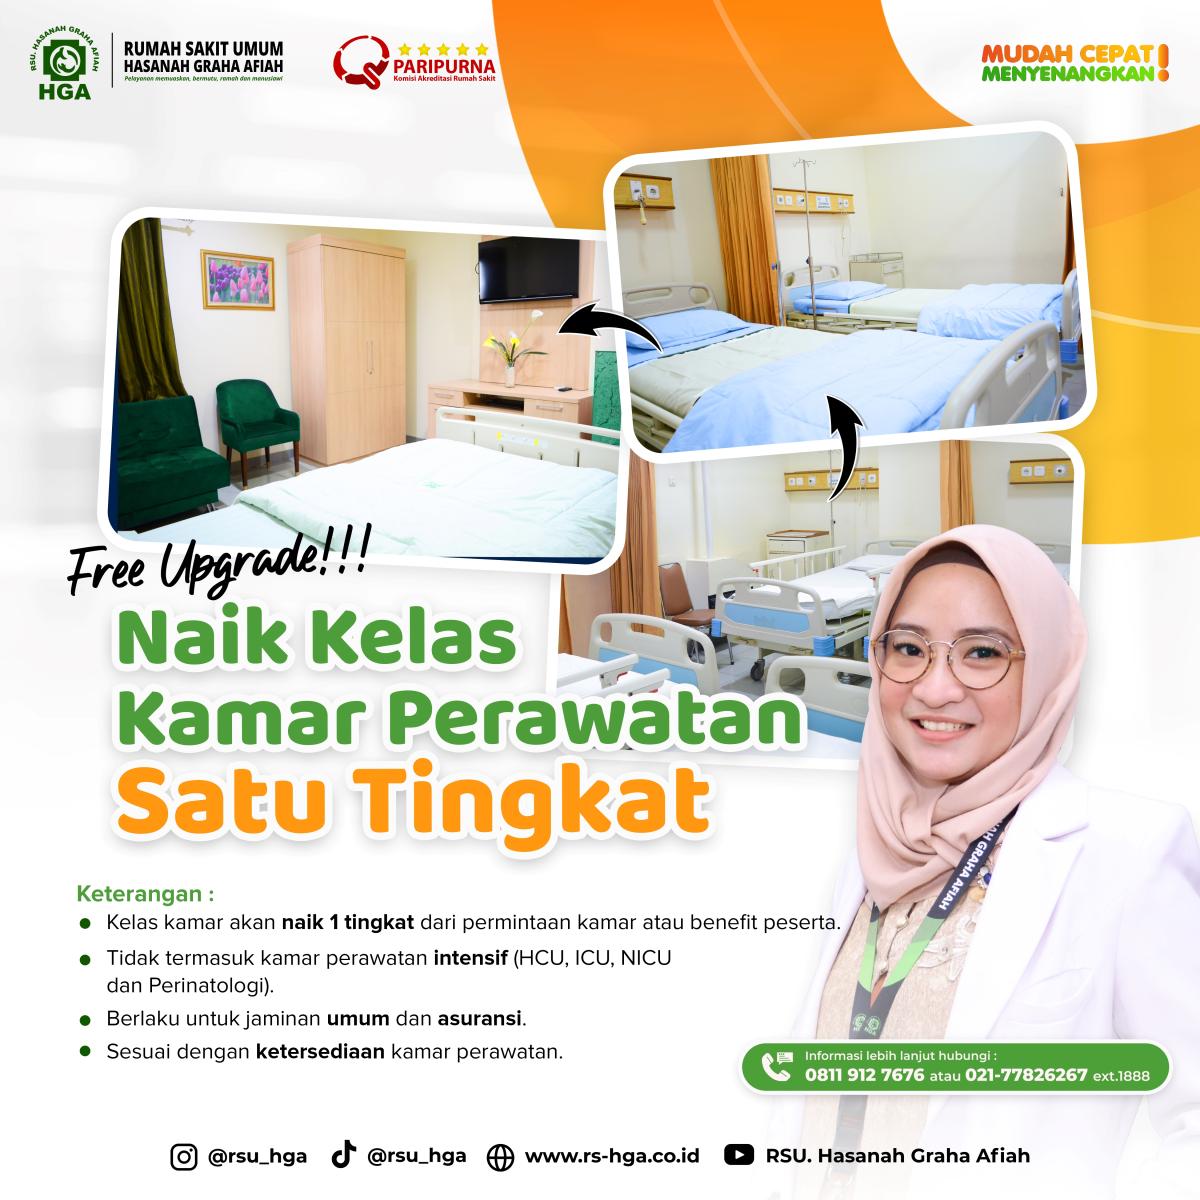 RSU. HASANAH GRAHA AFIAH
HGA
RUMAH SAKIT UMUM
HASANAH GRAHA AFIAH
Pelayanan memuaskan, bermutu, ramah dan manusiawi
PARIPURNA
Komisi Akreditasi Rumah Sakit
MUDAH CEPAT
MENYENANGKAN!
Free Upgrade!!!
Naik Kelas
Kamar Perawatan
Satu Tingkat
Keterangan :
Kelas kamar akan naik 1 tingkat dari permintaan kamar atau benefit peserta.
Tidak termasuk kamar perawatan intensif (HCU, ICU, NICU
dan Perinatologi).
Berlaku untuk jaminan umum dan asuransi.
Sesuai dengan ketersediaan kamar perawatan.
GRAHA AFIAH
HGA
Informasi lebih lanjut hubungi :
0811 912 7676 atau 021-77826267 ext.1888
@rsu_hga @rsu_hga www.rs-hga.co.id RSU. Hasanah Graha Afiah